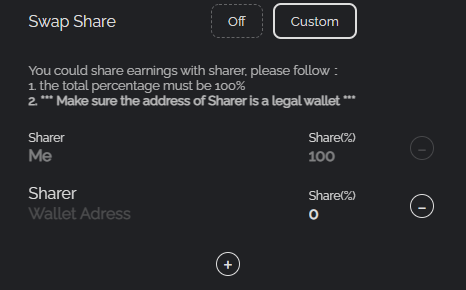 Swap Share
Off
Custom
You could share earnings with sharer, please follow :
1. the total percentage must be 100%
2. *** Make sure the address of Sharer is a legal wallet ***
Sharer
Share(%)
Me
100
Sharer
Share(%)
Wallet Adress
0